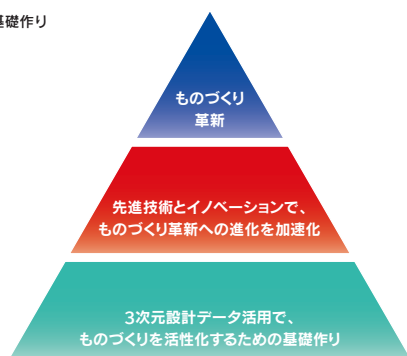 基礎作り
ものづくり
革新
先進技術とイノベーションで、
ものづくり革新への進化を加速化
3次元設計データ活用で、
ものづくりを活性化するための基礎作り